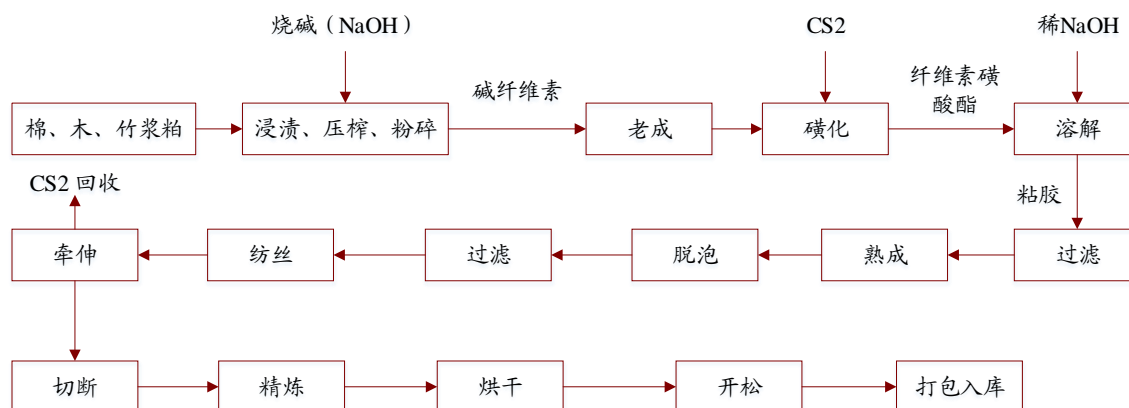 烧碱（NaOH）
CS2
稀NaOH
碱纤维素
纤维素磺
酸酯
棉、木、竹浆粕
浸渍、压榨、粉碎
老成
磺化
溶解
CS2 回收
粘胶
牵伸
纺丝
过滤
脱泡
熟成
过滤
切断
精炼
烘干
开松
打包入库